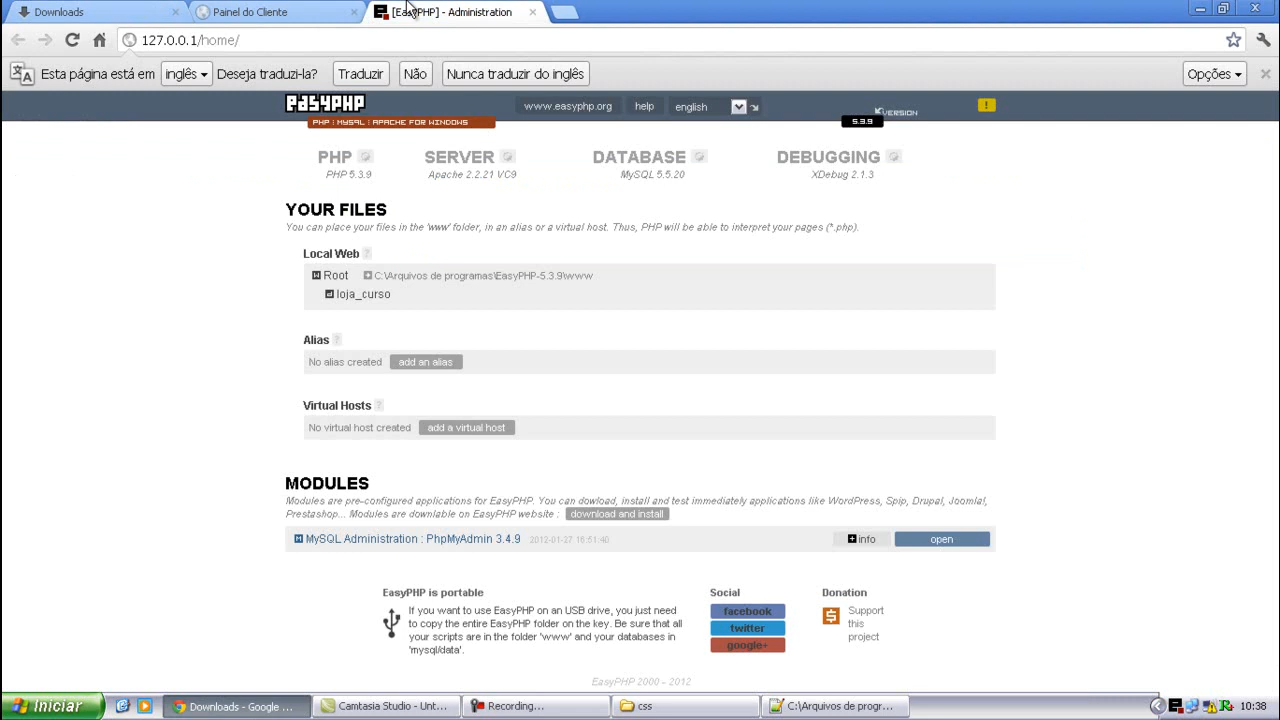 Downloads
Painel do Cliente
[EasyPHP] - Administration
127.0.0.1/home/
Esta página está em inglês Deseja traduzi-la? Traduzir Não Nunca traduzir do inglês Opções
easyphp
www.easyphp.org help english VERSION !
PHP : MYSQL : APACHE FOR WINDOWS 5.3.9
PHP SERVER DATABASE DEBUGGING
PHP 5.3.9 Apache 2.2.21 VC9 MySQL 5.5.20 XDebug 2.1.3
YOUR FILES
You can place your files in the 'www' folder, in an alias or a virtual host. Thus, PHP will be able to interpret your pages (*.php).
Local Web ?
Root C:\Arquivos de programas\EasyPHP-5.3.9\www
loja_curso
Alias ?
No alias created add an alias
Virtual Hosts ?
No virtual host created add a virtual host
MODULES
Modules are pre-configured applications for EasyPHP. You can dowload, install and test immediately applications like WordPress, Spip, Drupal, Joomla!,
Prestashop... Modules are downlable on EasyPHP website : download and install
MySQL Administration : PhpMyAdmin 3.4.9 2012-01-27 16:51:40 info open
EasyPHP is portable
If you want to use EasyPHP on an USB drive, you just need
to copy the entire EasyPHP folder on the key. Be sure that all
your scripts are in the folder 'www' and your databases in
'mysql/data'.
Social
facebook
twitter
google+
Donation
Support
this
project
EasyPHP 2000 - 2012
Iniciar Downloads - Google ... Camtasia Studio - Unt... Recording... css C:\Arquivos de progr... 10:38